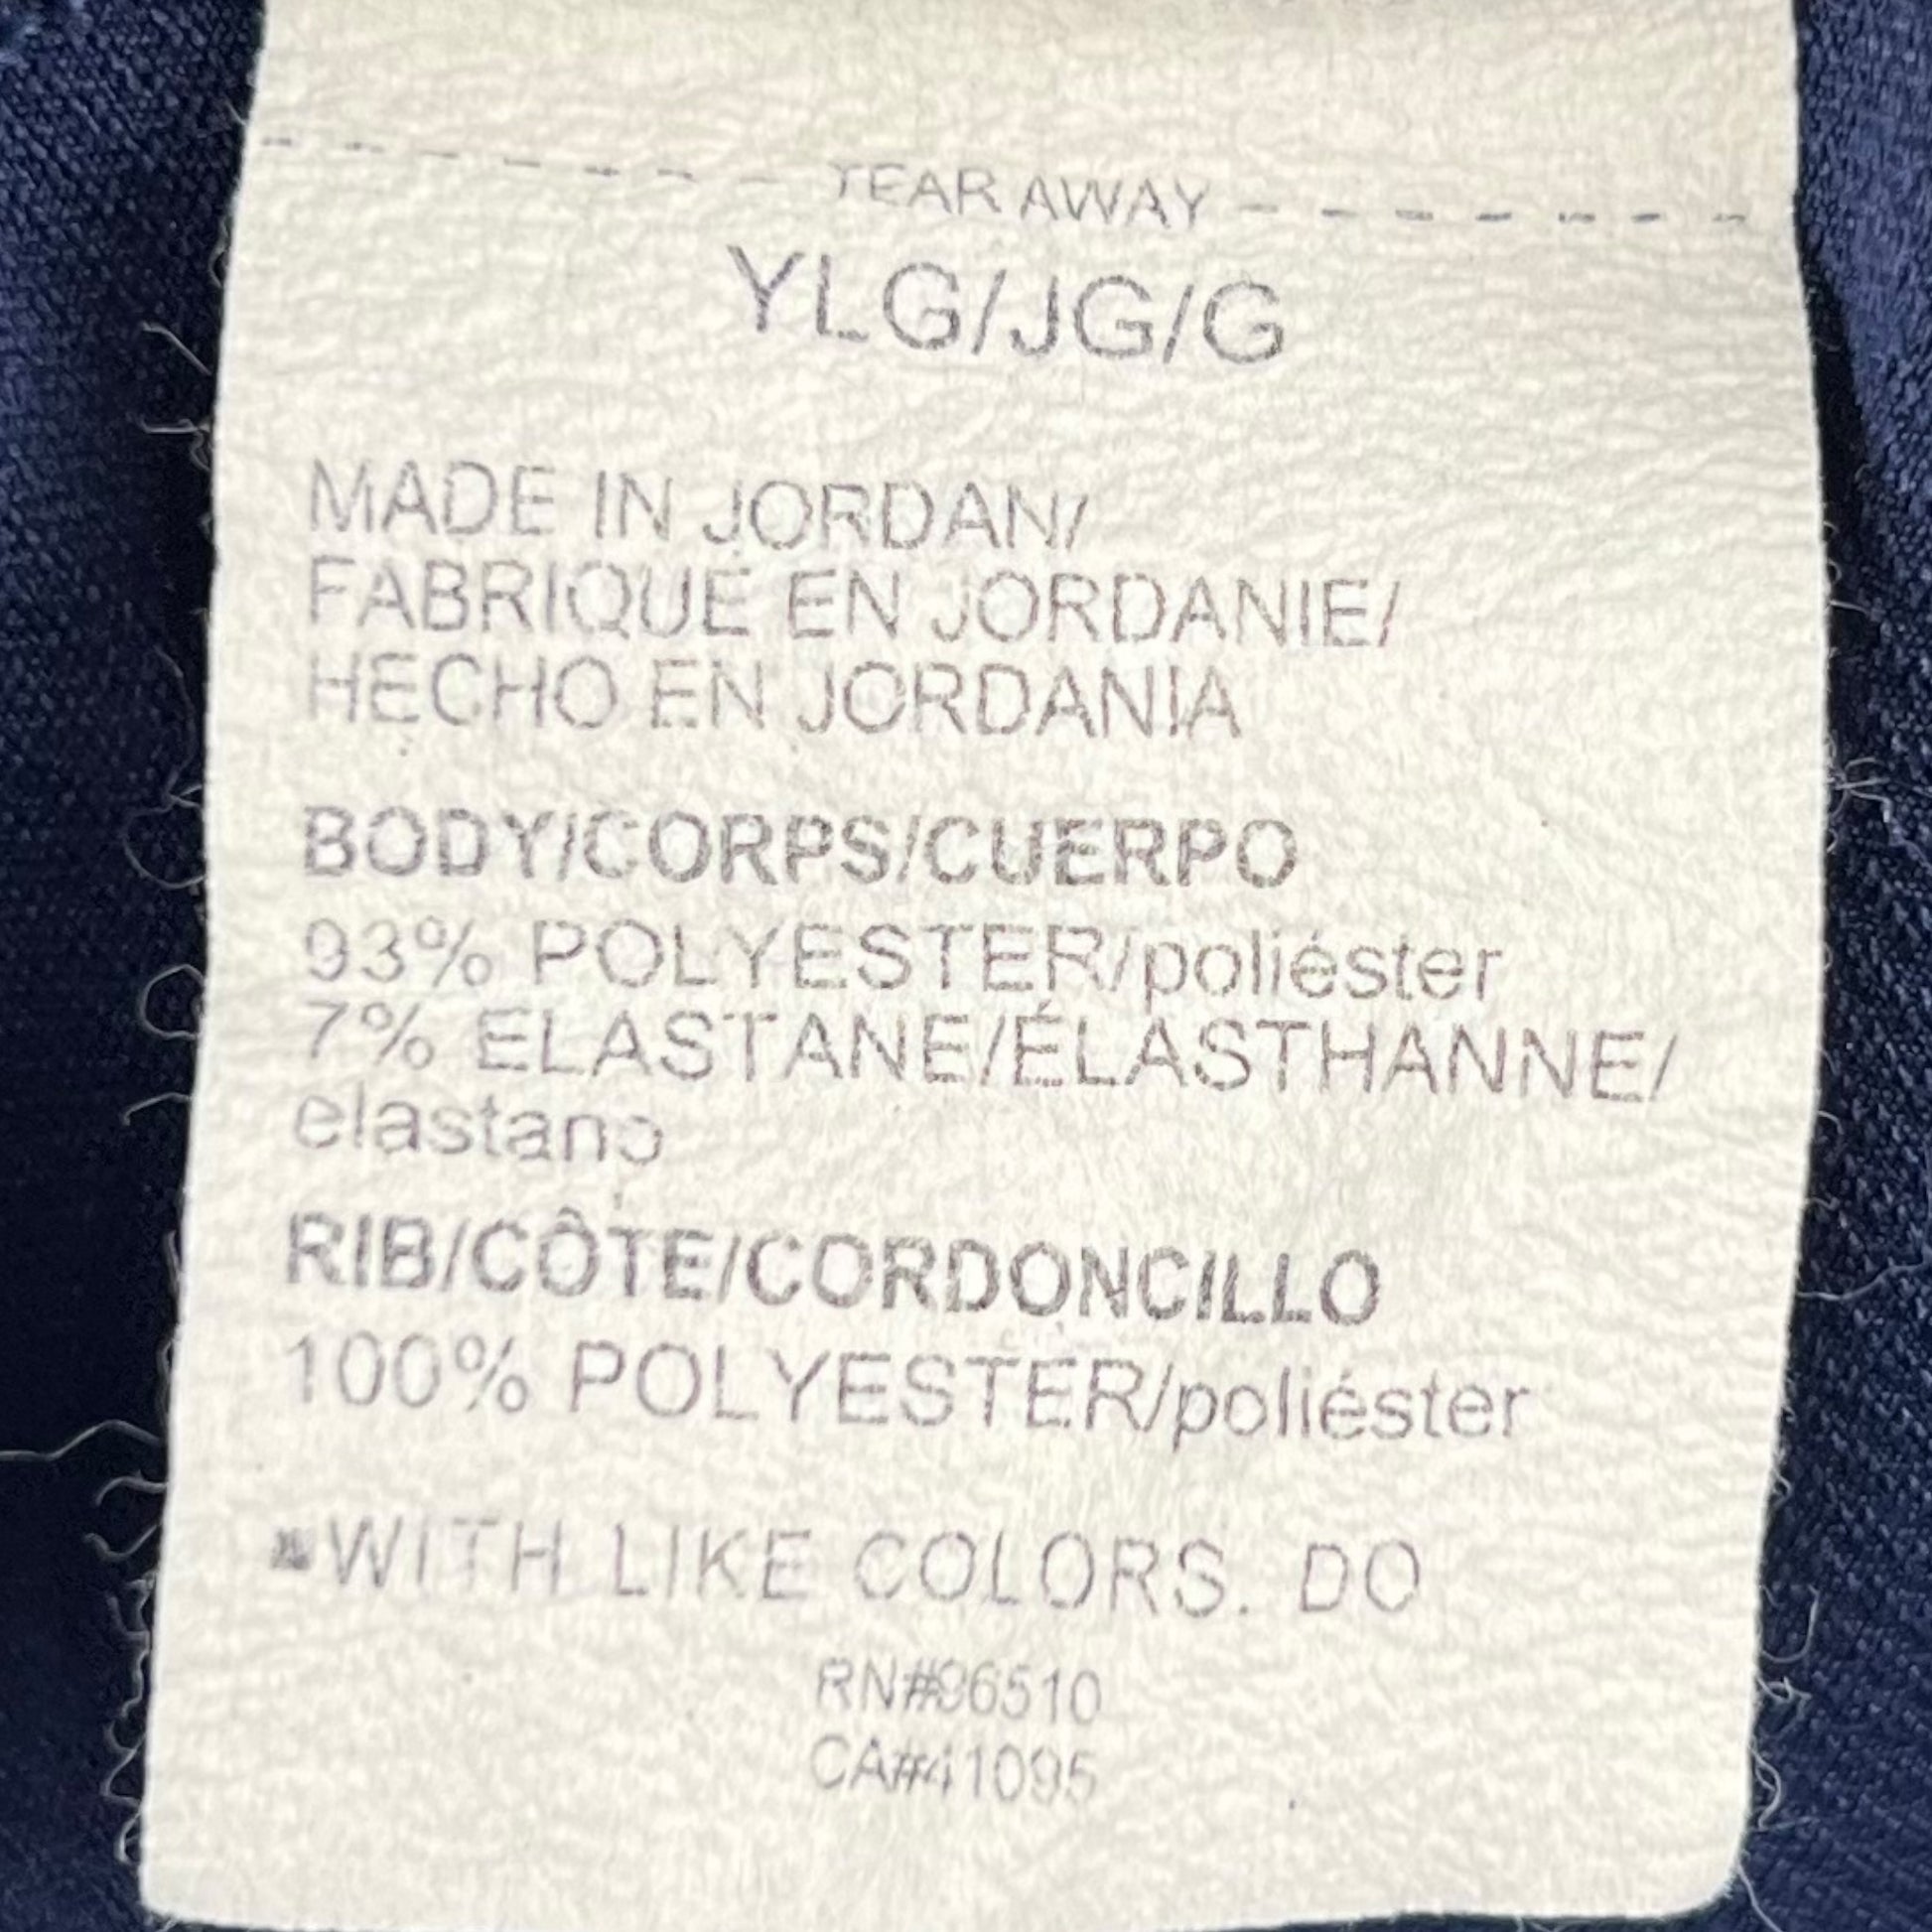 TEAR AWAY
YLG/JG/G
MADE IN JORDAN/
FABRIQUÉ EN JORDANIE/
HECHO EN JORDANIA
BODY/CORPS/CUERPO
93% POLYESTER/poliéster
7% ELASTANE/ÉLASTHANNE/
elastano
RIB/CÔTE/CORDONCILLO
100% POLYESTER/poliéster
*WITH LIKE COLORS. DO
RN#96510
CA#41095